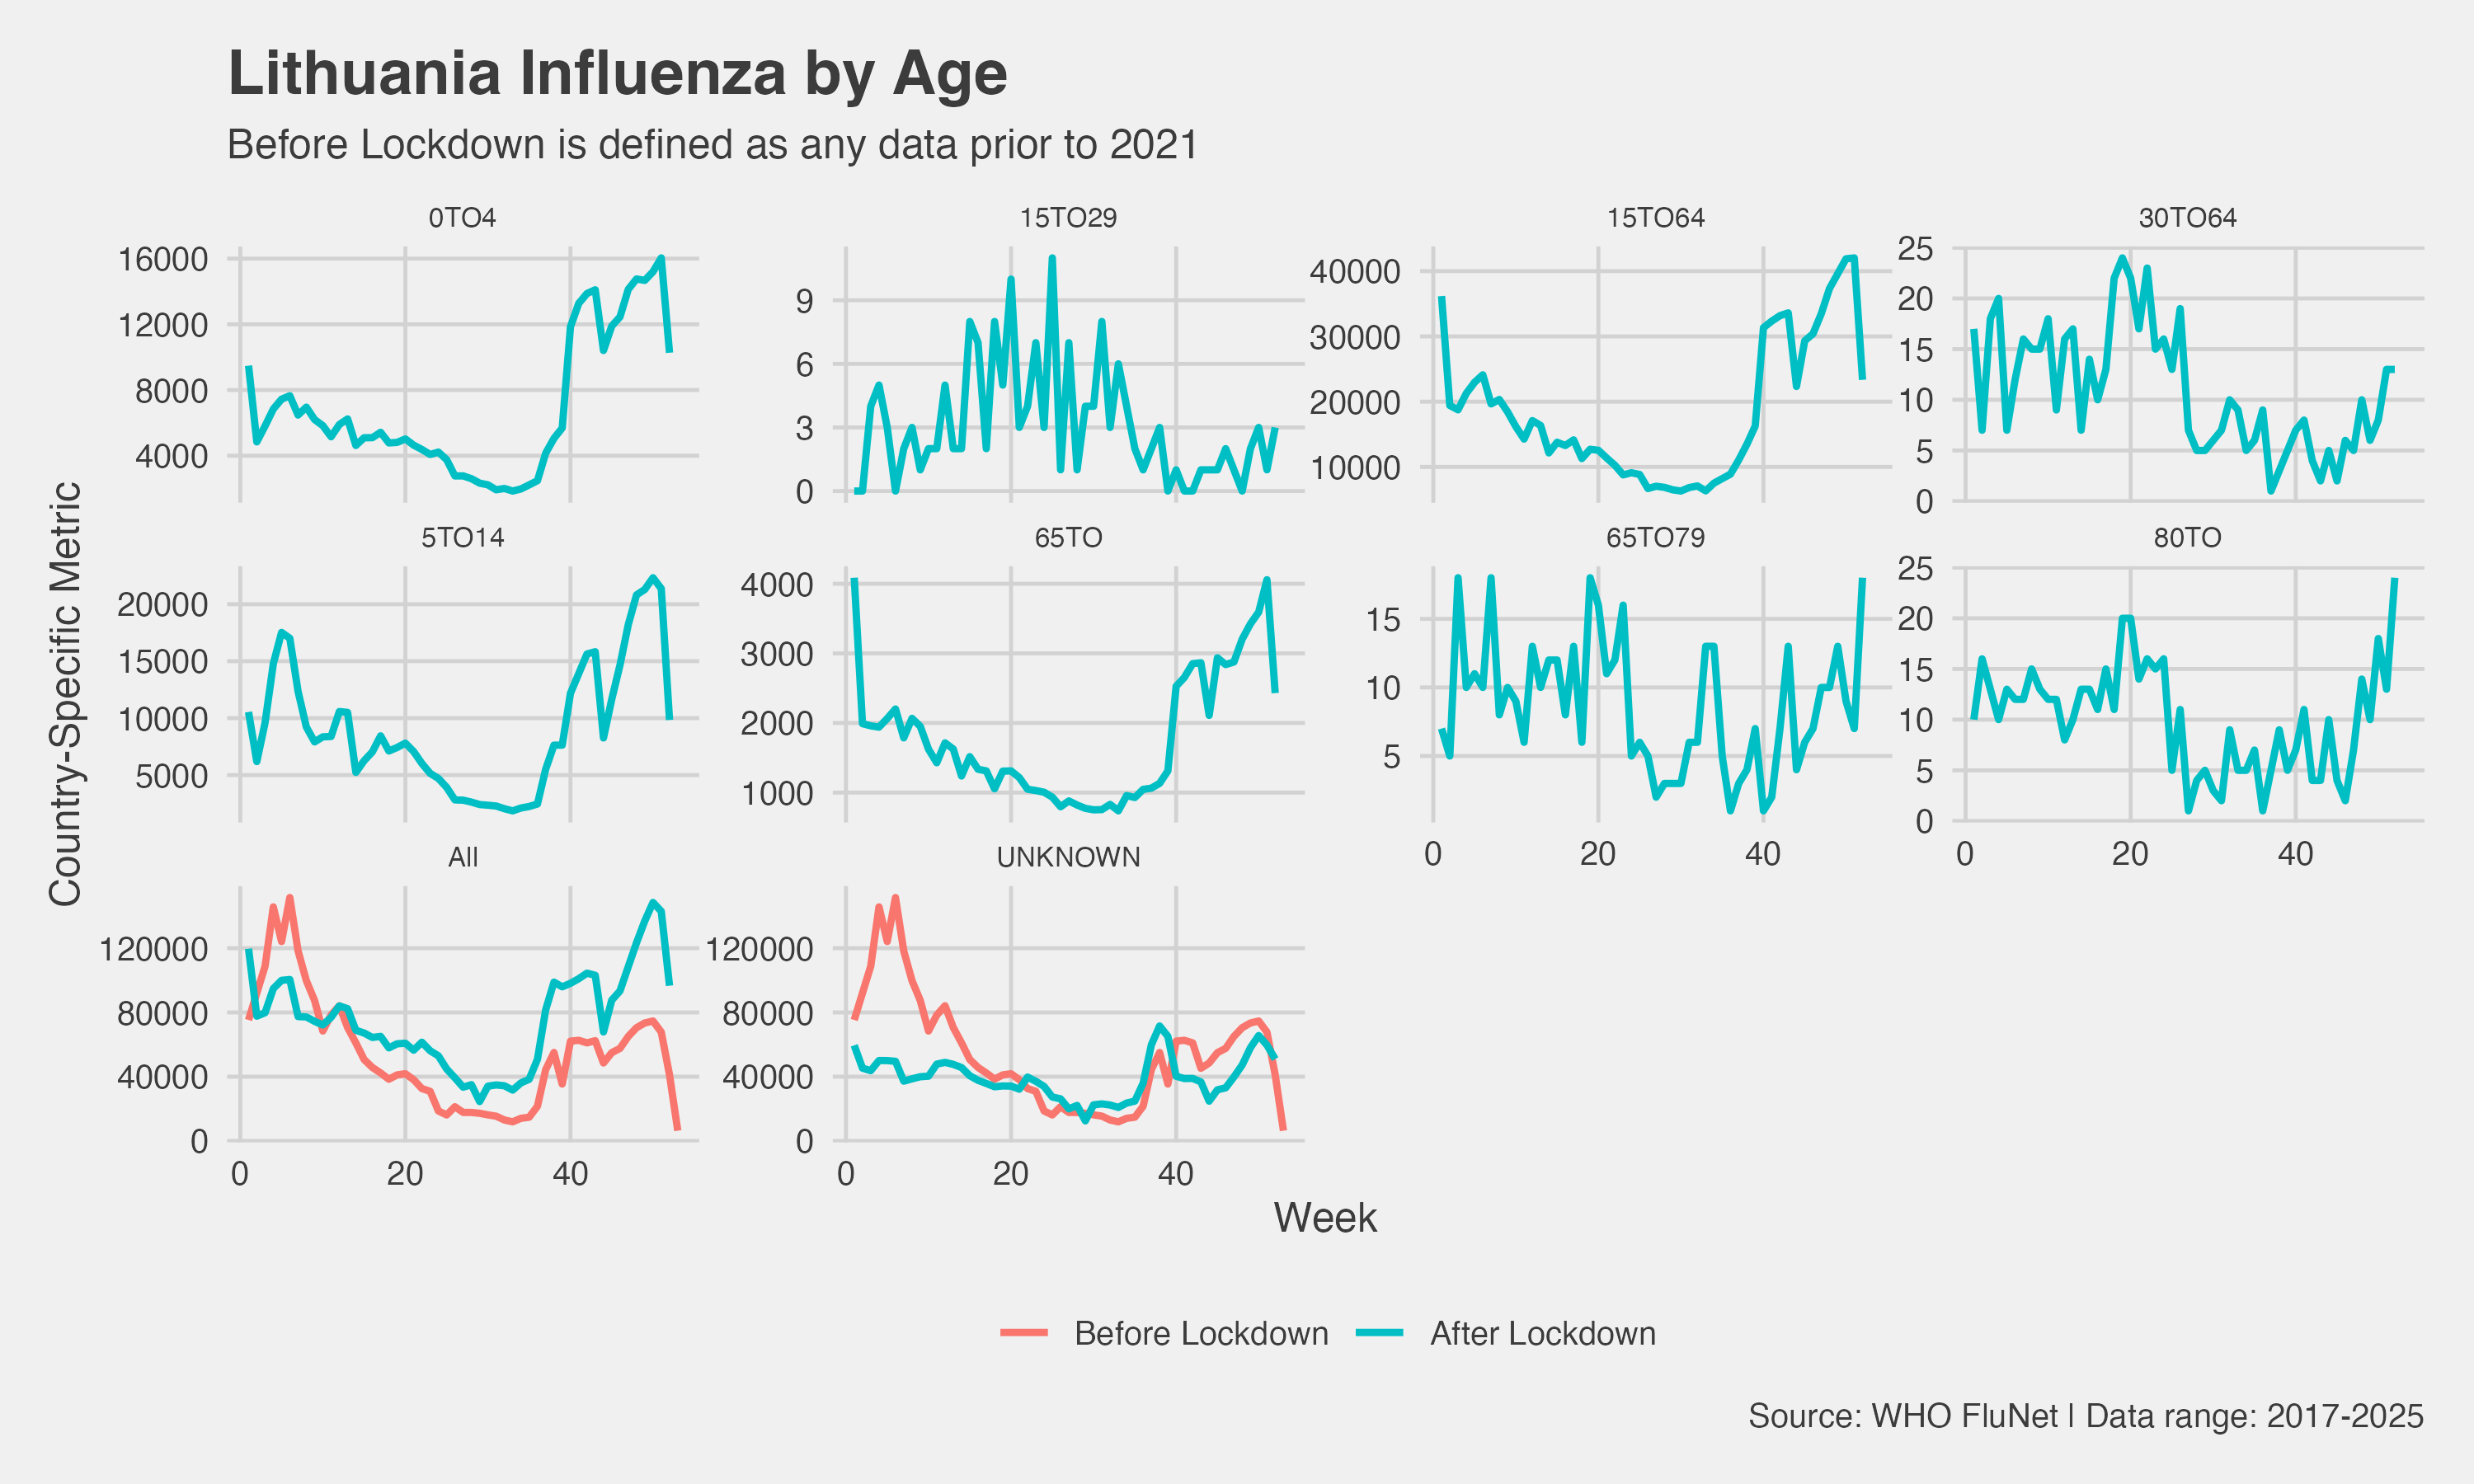 Lithuania Influenza by Age
Before Lockdown is defined as any data prior to 2021
Country-Specific Metric
0TO4
16000
12000
8000
4000
15TO29
9
6
3
0
15TO64
40000
30000
20000
10000
30TO64
25
20
15
10
5
0
5TO14
20000
15000
10000
5000
65TO
4000
3000
2000
1000
65TO79
15
10
5
0 20 40
80TO
25
20
15
10
5
0
0 20 40
All
120000
80000
40000
0
0 20 40
UNKNOWN
120000
80000
40000
0
0 20 40
Week
Before Lockdown After Lockdown
Source: WHO FluNet | Data range: 2017-2025